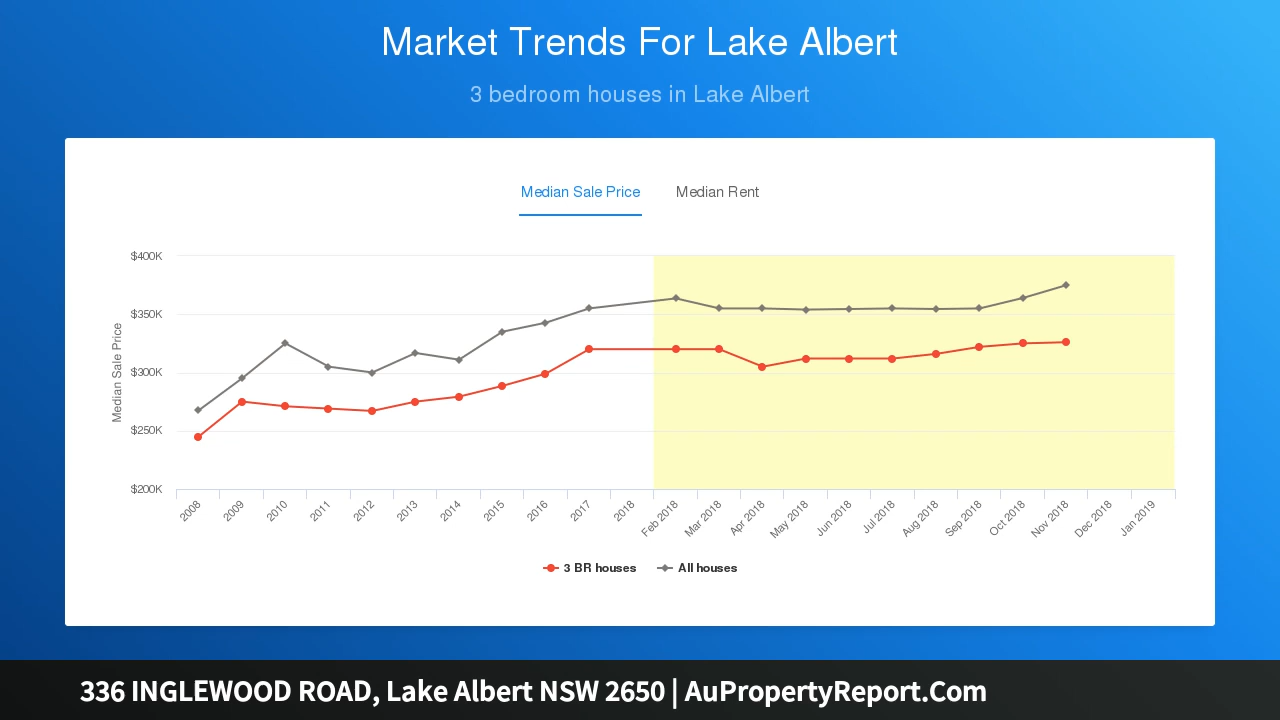 Market Trends For Lake Albert
3 bedroom houses in Lake Albert
Median Sale Price
Median Rent
$400K
$350K
$300K
$250K
$200K
Median Sale Price
2008
2009
2010
2011
2012
2013
2014
2015
2016
2017
2018
Feb 2018
Mar 2018
Apr 2018
May 2018
Jun 2018
Jul 2018
Aug 2018
Sep 2018
Oct 2018
Nov 2018
Dec 2018
Jan 2019
3 BR houses
All houses
336 INGLEWOOD ROAD, Lake Albert NSW 2650 | AuPropertyReport.Com